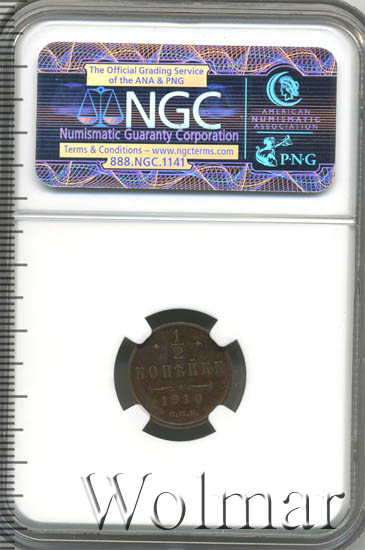 The Official Grading Service
of the ANA & PNG
NGC
Numismatic Guaranty Corporation
Terms & Conditions – www.ngcterms.com
888.NGC.1141
AMERICAN
NUMISMATIC
ASSOCIATION
P·N·G
1/2
КОПѢЙКИ
1910
С.П.Б.
Wolmar